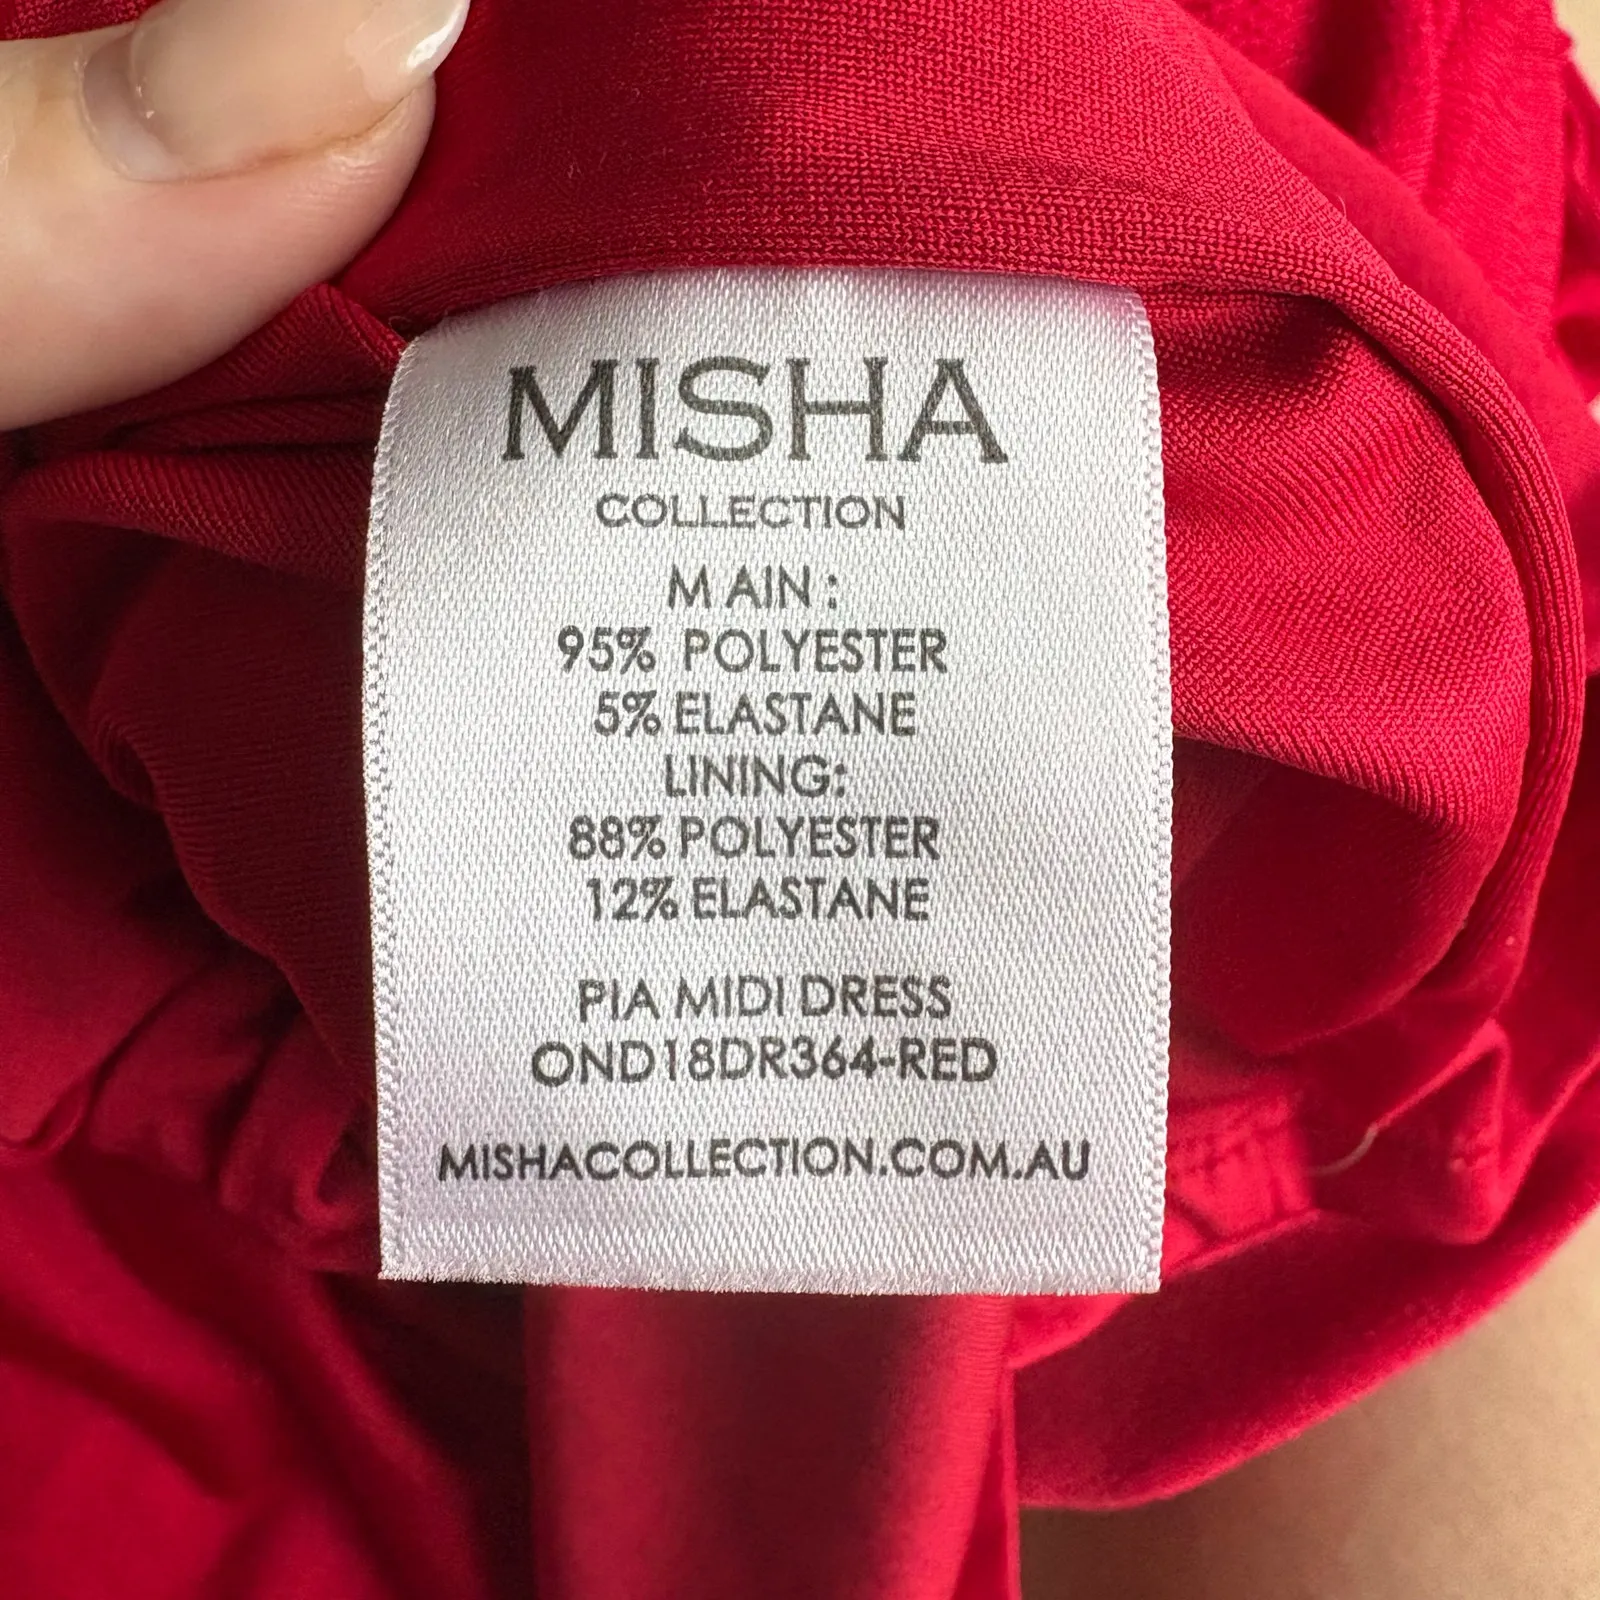 MISHA
COLLECTION
MAIN:
95% POLYESTER
5% ELASTANE
LINING:
88% POLYESTER
12% ELASTANE
PIA MIDI DRESS
OND18DR364-RED
MISHACOLLECTION.COM.AU